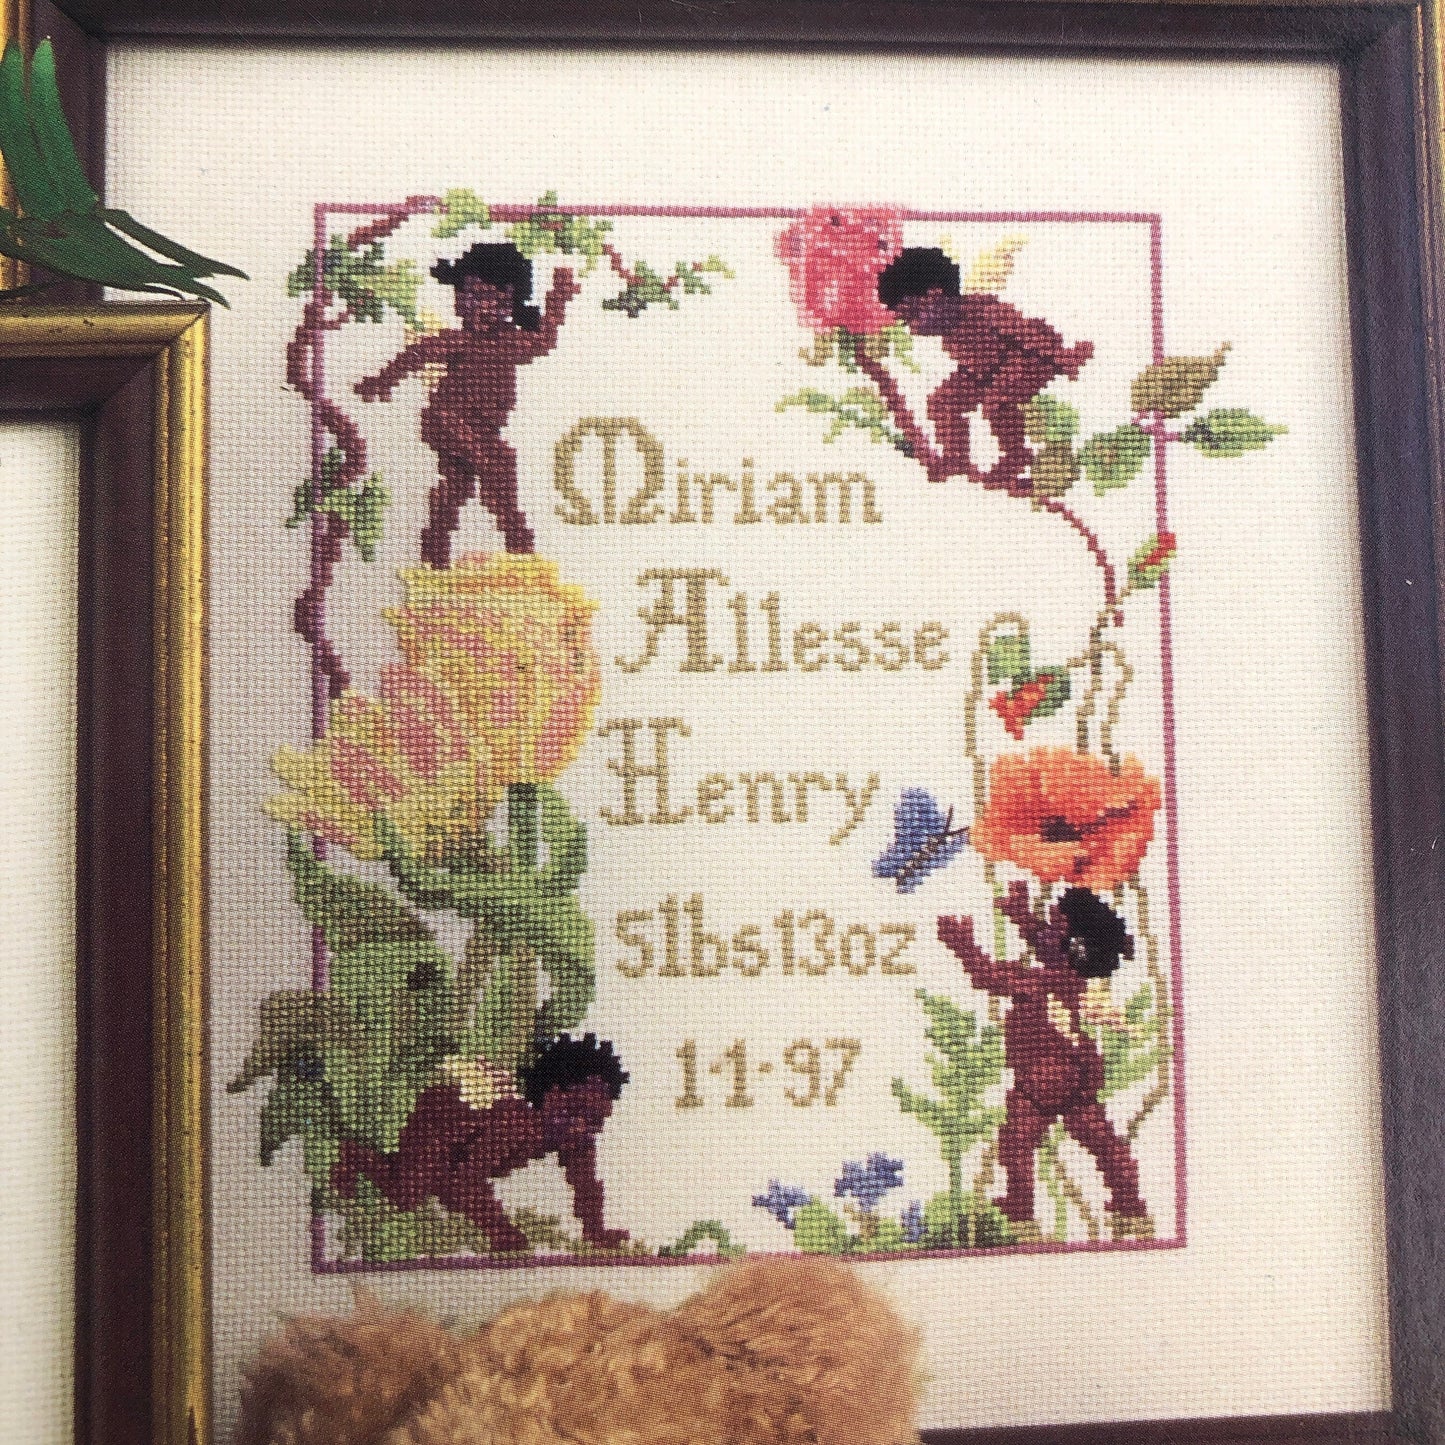 Miriam
Allesse
Henry
5lbs13oz
1·1·97